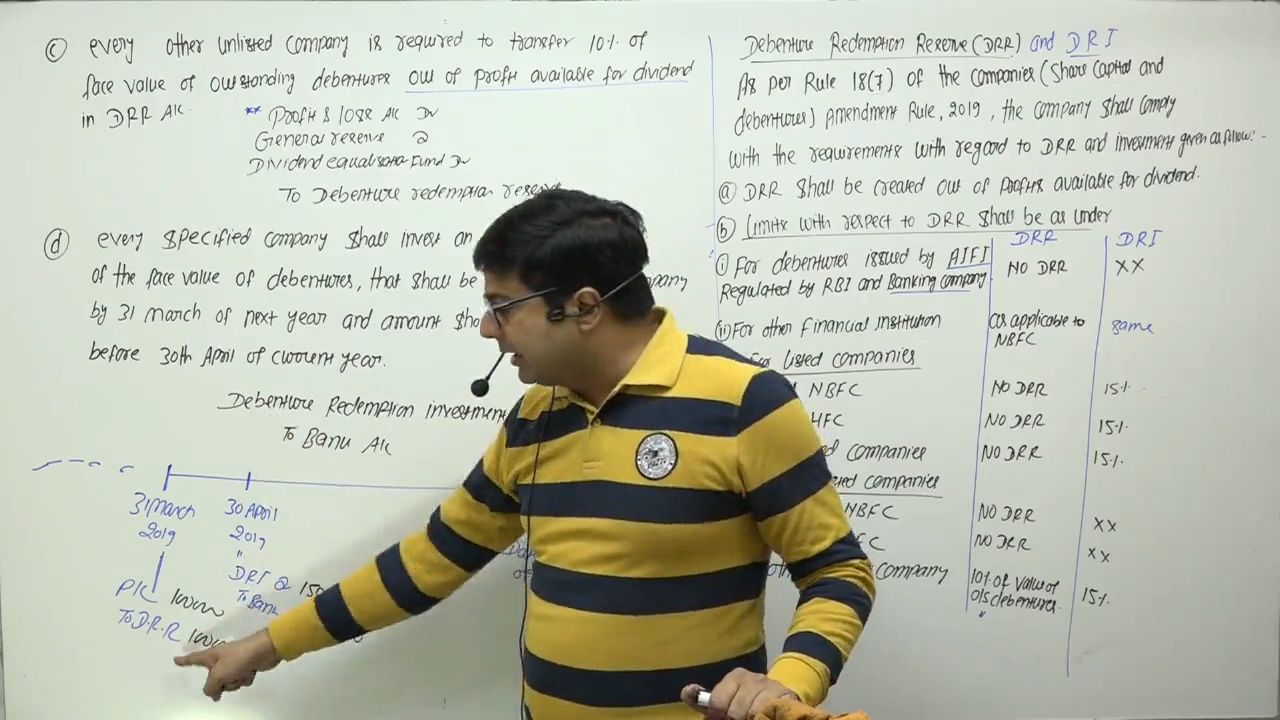 © every other unlisted company is required to transfer 10% of
face value of outstanding debentures out of profit available for dividend
in DRR A/c.
** Profit & loss A/c Dr
General reserve
Dividend equalisation Fund Dr
To Debenture redemption reserve
ⓓ every specified company shall invest an
of the face value of debentures, that shall be
by 31 march of next year and amount
before 30th April of current year.
Debenture Redemption investment
To Bank A/c
31 March
2019
30 April
2019
"
DRI @
To Bank
P/L 10000
To D.R.R
Debenture Redemption Reserve (DRR) and DRI
As per Rule 18(7) of the companies (Share Capital and
debentures) Amendment Rule, 2019, the company shall comply
with the requirements with regard to DRR and investment given as follow:-
ⓐ DRR shall be created out of profits available for dividend.
ⓑ Limits with respect to DRR shall be as under
DRR DRI
(i) For debentures issued by AIFI
Regulated by RBI and Banking company
NO DRR XX
(ii) For other Financial institution
as applicable to
NBFC
same
Listed companies
NBFC NO DRR 15%
HFC NO DRR 15%
companies NO DRR 15%
companies
NBFC NO DRR XX
NO DRR XX
company
10% of value of
o/s debentures.
15%